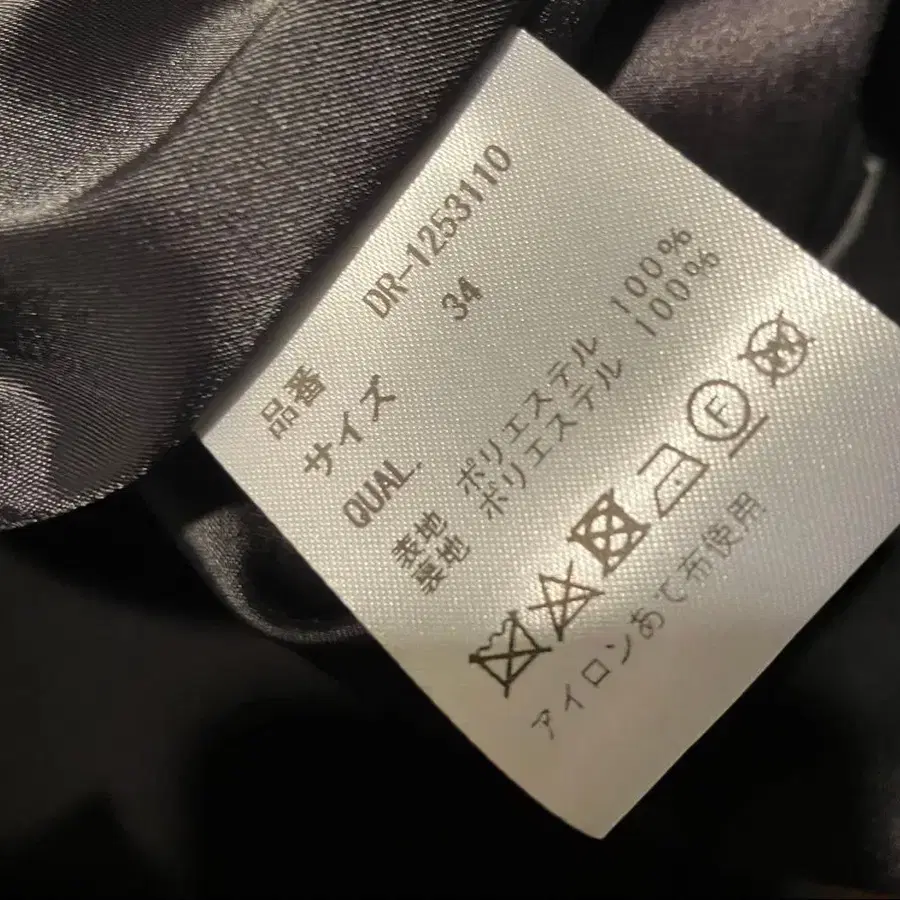 品番 DR-1253110
サイズ 34
QUAL.
表地 ポリエステル 100%
裏地 ポリエステル 100%
F
W
アイロンあて布使用